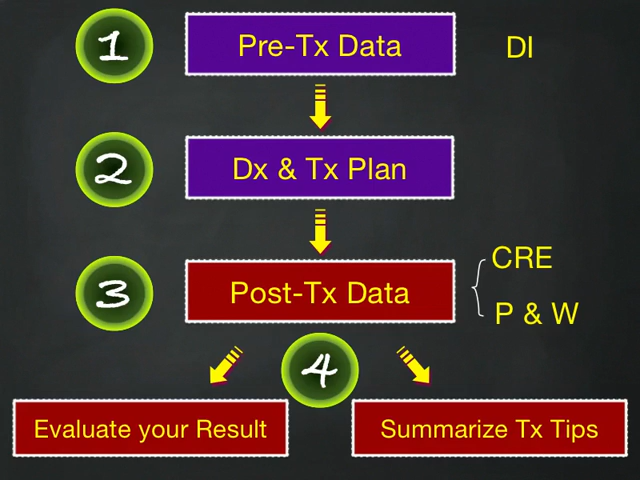 1
Pre-Tx Data
DI
2
Dx & Tx Plan
3
Post-Tx Data
CRE
P & W
4
Evaluate your Result
Summarize Tx Tips